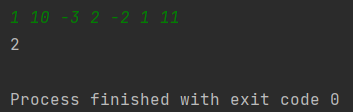 1 10 -3 2 -2 1 11
2
Process finished with exit code 0